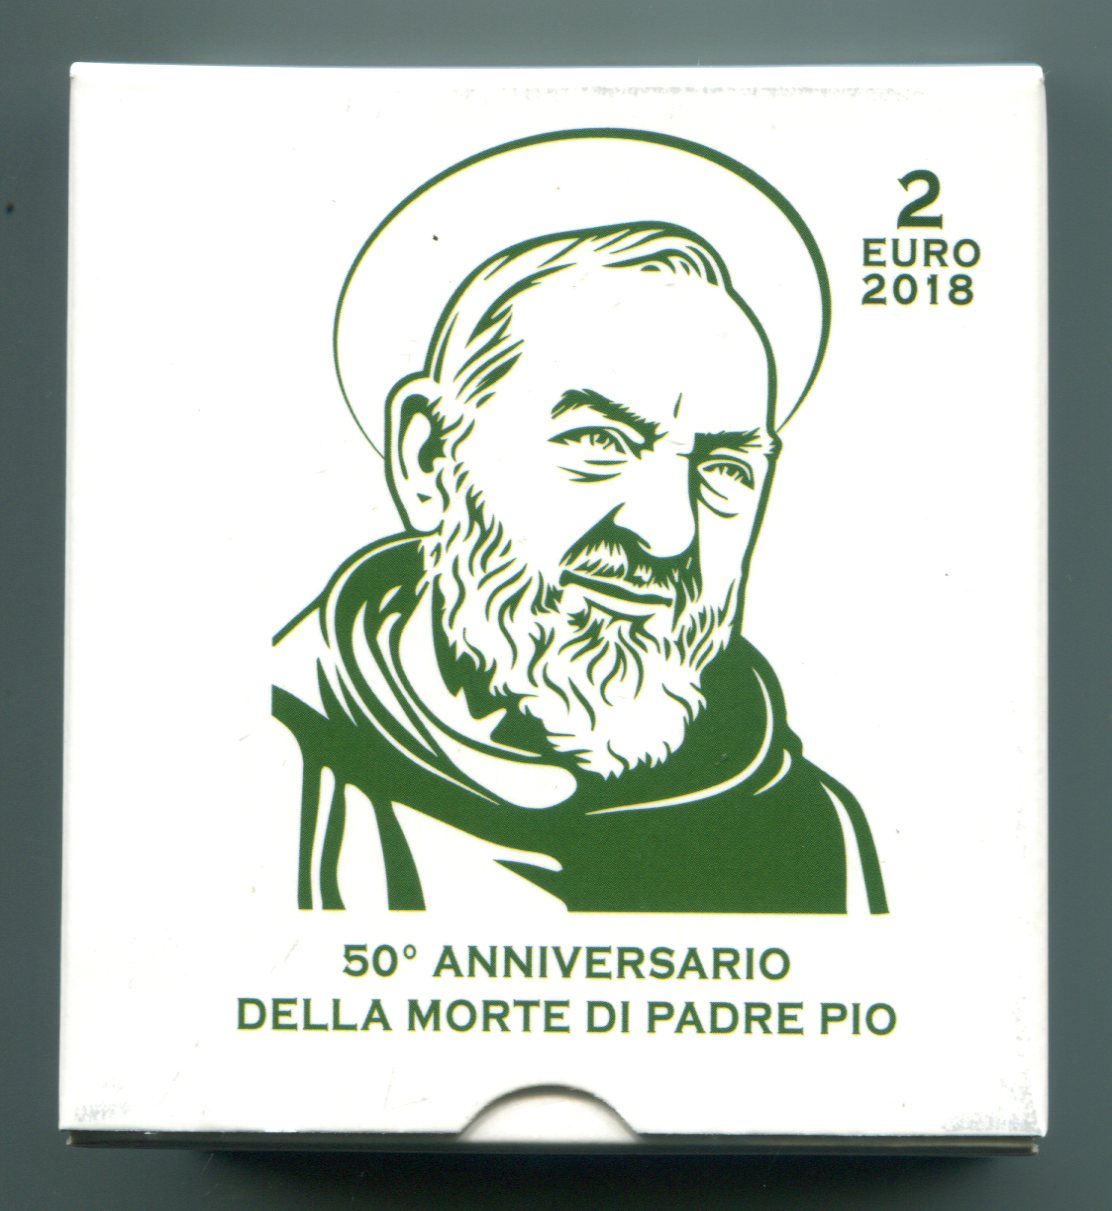 2
EURO
2018
50° ANNIVERSARIO
DELLA MORTE DI PADRE PIO